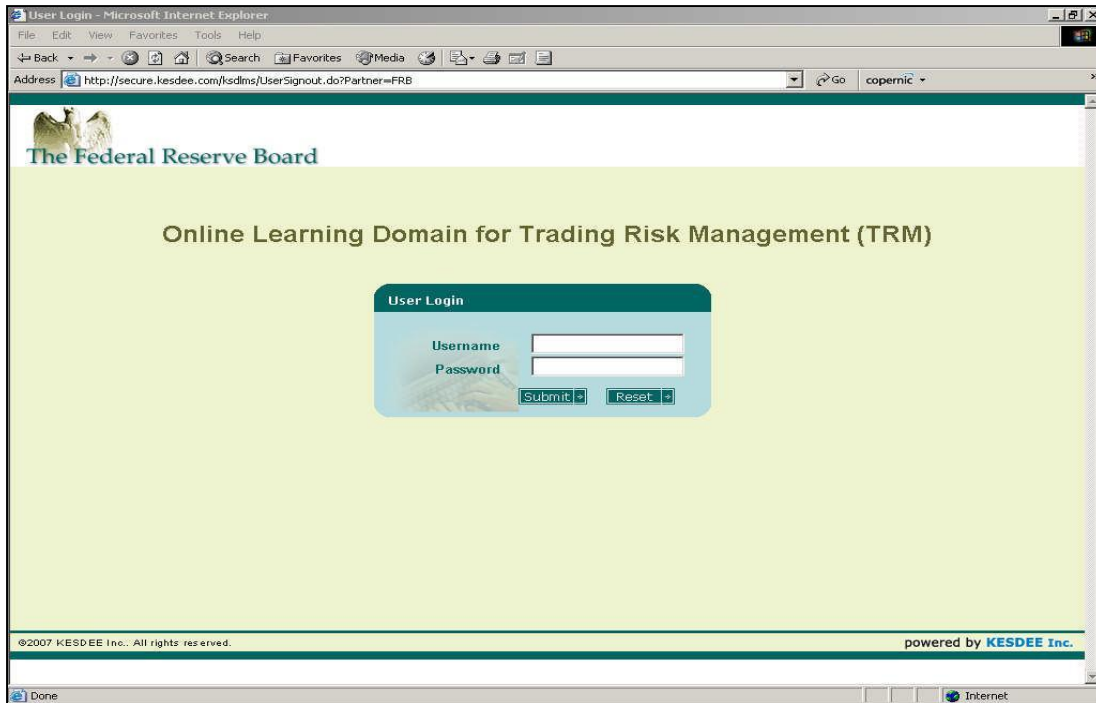 User Login - Microsoft Internet Explorer
File Edit View Favorites Tools Help
Back Search Favorites Media
Address http://secure.kesdee.com/ksdlms/UserSignout.do?Partner=FRB Go copernic
The Federal Reserve Board
Online Learning Domain for Trading Risk Management (TRM)
User Login
Username
Password
Submit Reset
©2007 KESDEE Inc.. All rights reserved. powered by KESDEE Inc.
Done Internet